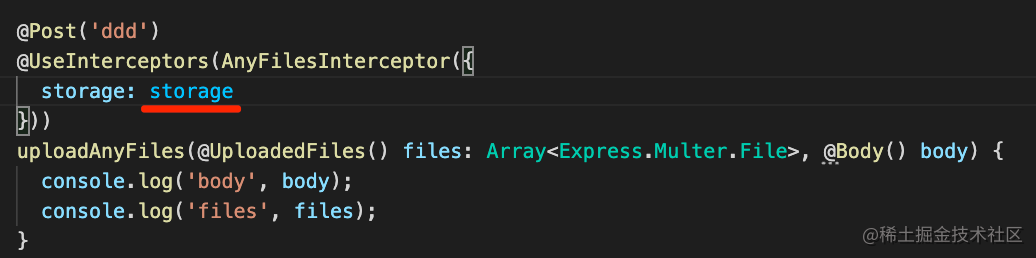 @Post('ddd')
@UseInterceptors(AnyFilesInterceptor({
  storage: storage
}))
uploadAnyFiles(@UploadedFiles() files: Array<Express.Multer.File>, @Body() body) {
  console.log('body', body);
  console.log('files', files);
}
@稀土掘金技术社区